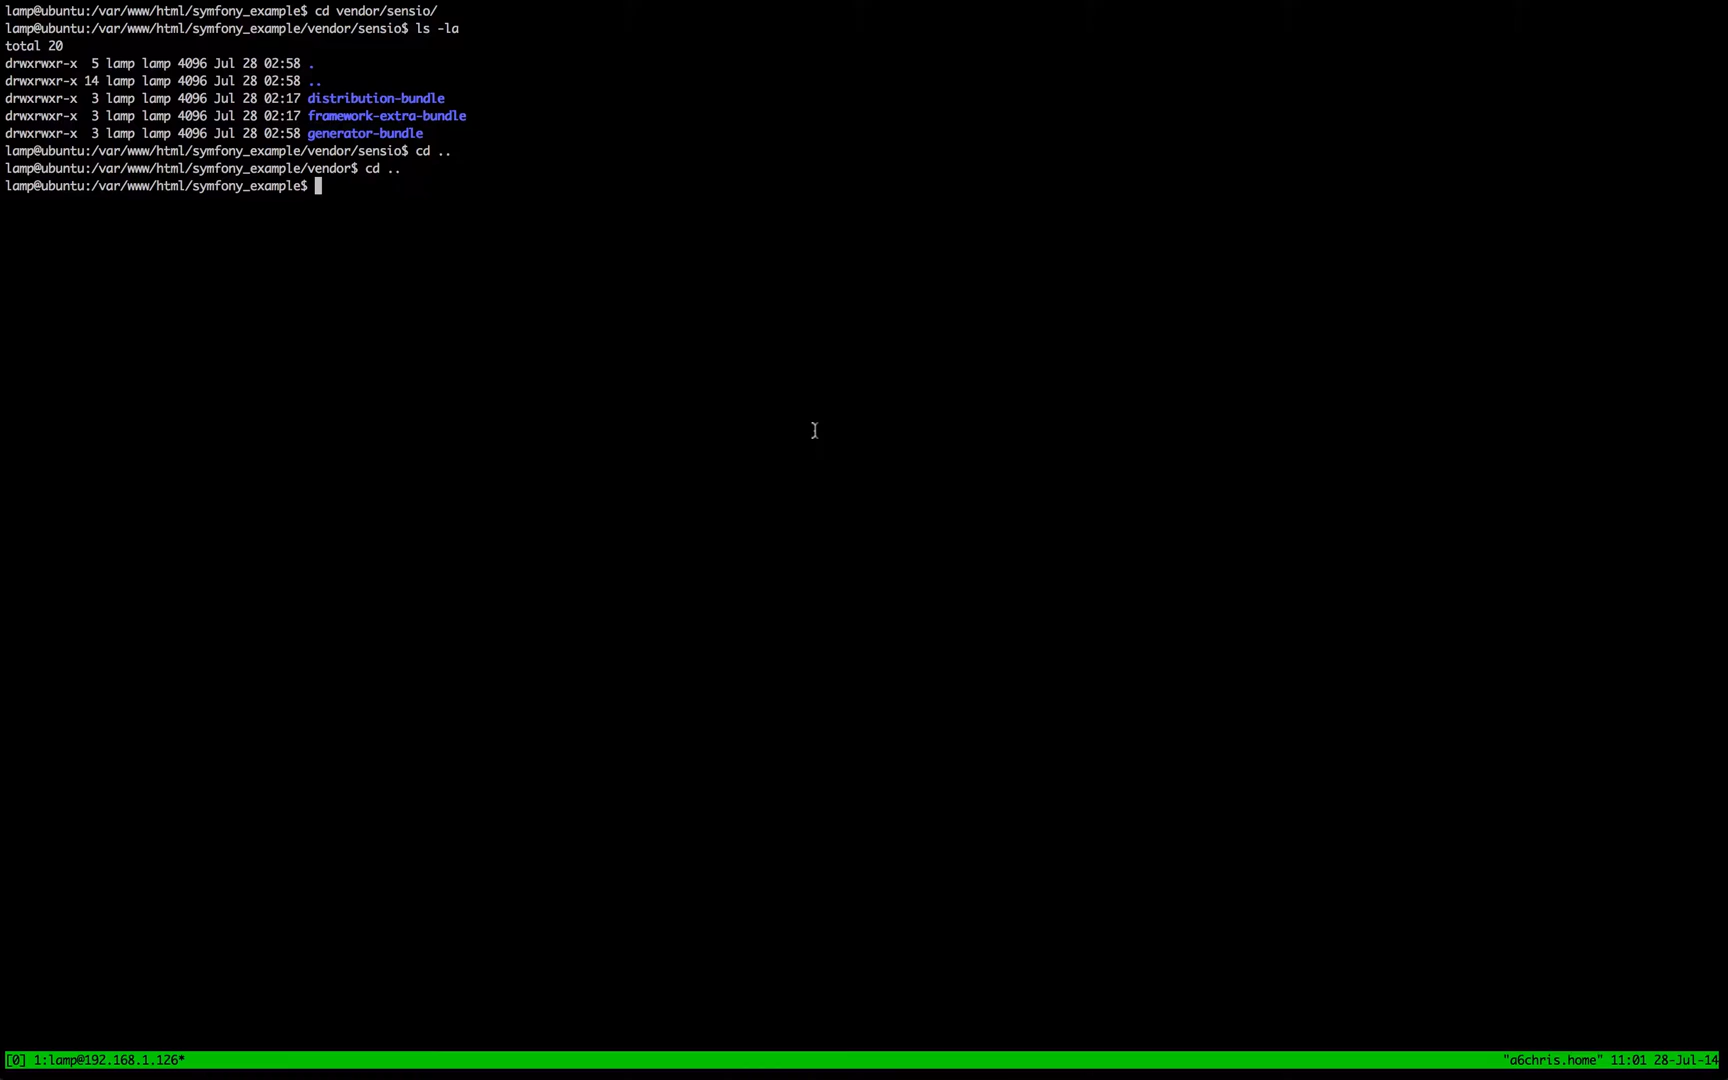 lamp@ubuntu:/var/www/html/symfony_example$ cd vendor/sensio/
lamp@ubuntu:/var/www/html/symfony_example/vendor/sensio$ ls -la
total 20
drwxrwxr-x  5 lamp lamp 4096 Jul 28 02:58 .
drwxrwxr-x 14 lamp lamp 4096 Jul 28 02:58 ..
drwxrwxr-x  3 lamp lamp 4096 Jul 28 02:17 distribution-bundle
drwxrwxr-x  3 lamp lamp 4096 Jul 28 02:17 framework-extra-bundle
drwxrwxr-x  3 lamp lamp 4096 Jul 28 02:58 generator-bundle
lamp@ubuntu:/var/www/html/symfony_example/vendor/sensio$ cd ..
lamp@ubuntu:/var/www/html/symfony_example/vendor$ cd ..
lamp@ubuntu:/var/www/html/symfony_example$
[0] 1:lamp@192.168.1.126* "a6chris.home" 11:01 28-Jul-14